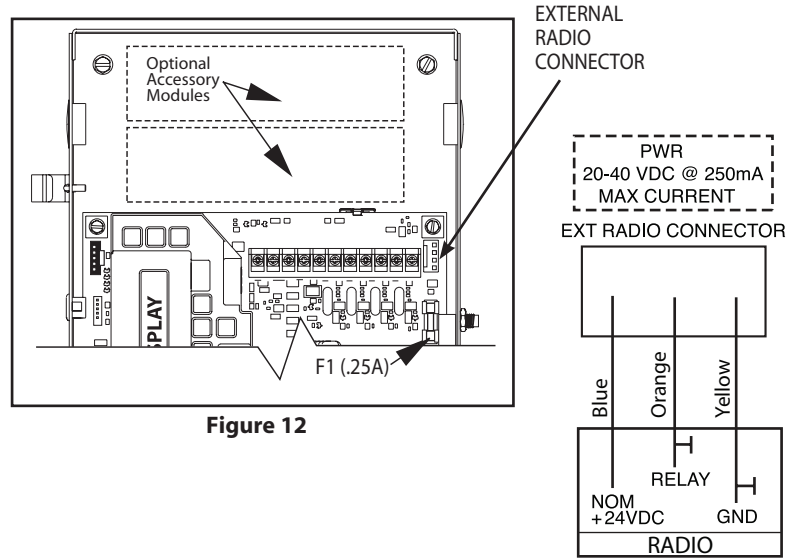 EXTERNAL
RADIO
CONNECTOR
Optional
Accessory
Modules
SPLAY
F1 (.25A)
Figure 12
PWR
20-40 VDC @ 250mA
MAX CURRENT
EXT RADIO CONNECTOR
Blue
Orange
Yellow
RELAY
NOM
+24VDC
GND
RADIO